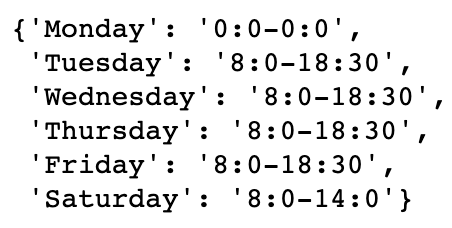 {'Monday': '0:0-0:0',
'Tuesday': '8:0-18:30',
'Wednesday': '8:0-18:30',
'Thursday': '8:0-18:30',
'Friday': '8:0-18:30',
'Saturday': '8:0-14:0'}